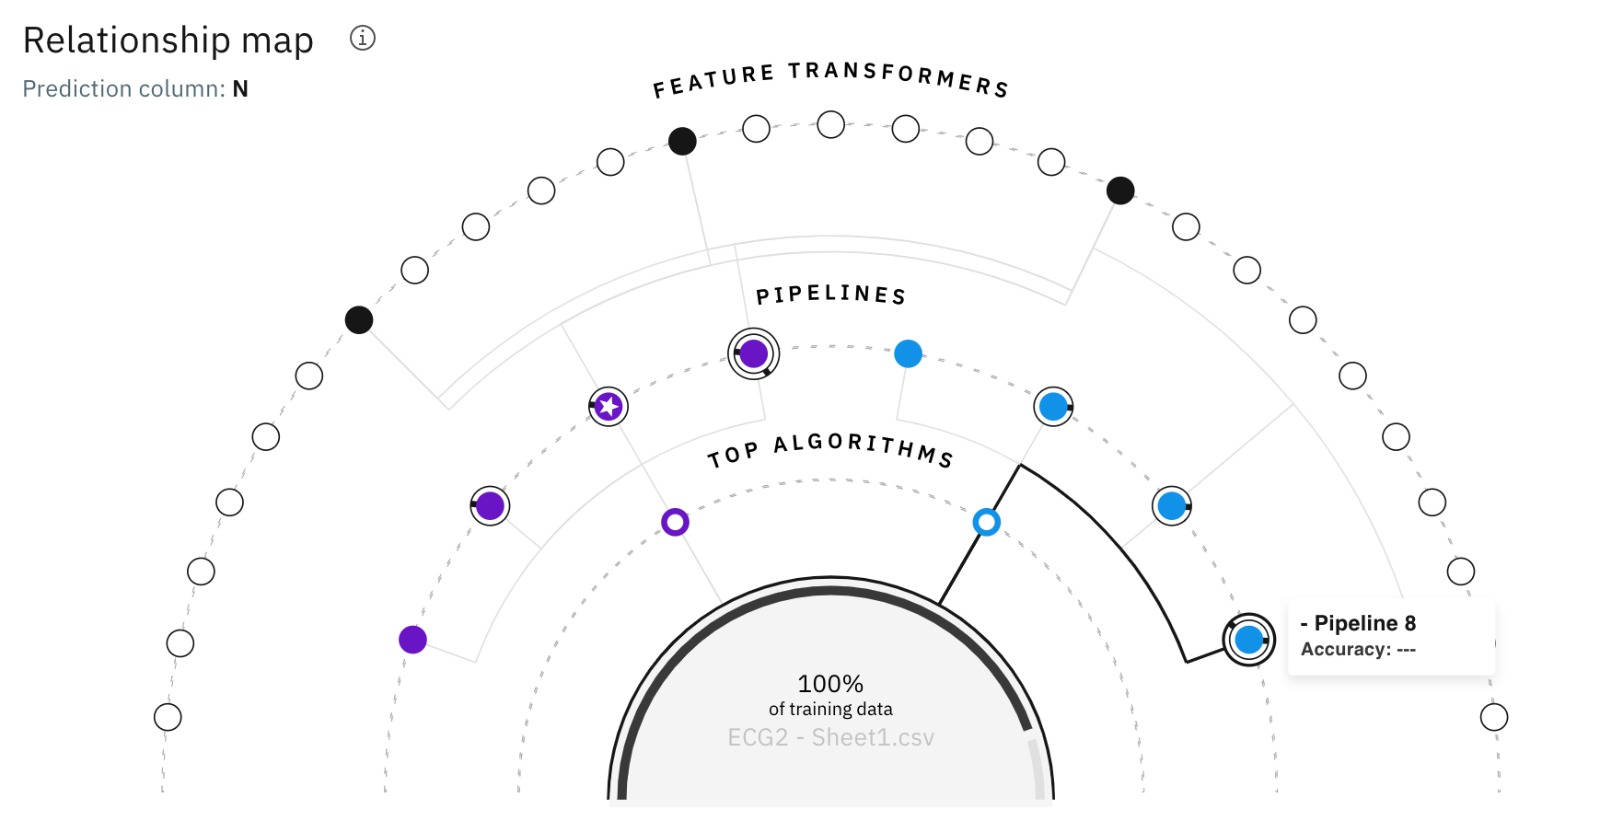 Relationship map
Prediction column: N
FEATURE TRANSFORMERS
PIPELINES
TOP ALGORITHMS
- Pipeline 8
Accuracy: ---
100%
of training data
ECG2 - Sheet1.csv